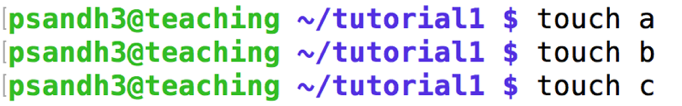 psandh3@teaching ~/tutorial1 $ touch a
psandh3@teaching ~/tutorial1 $ touch b
psandh3@teaching ~/tutorial1 $ touch c